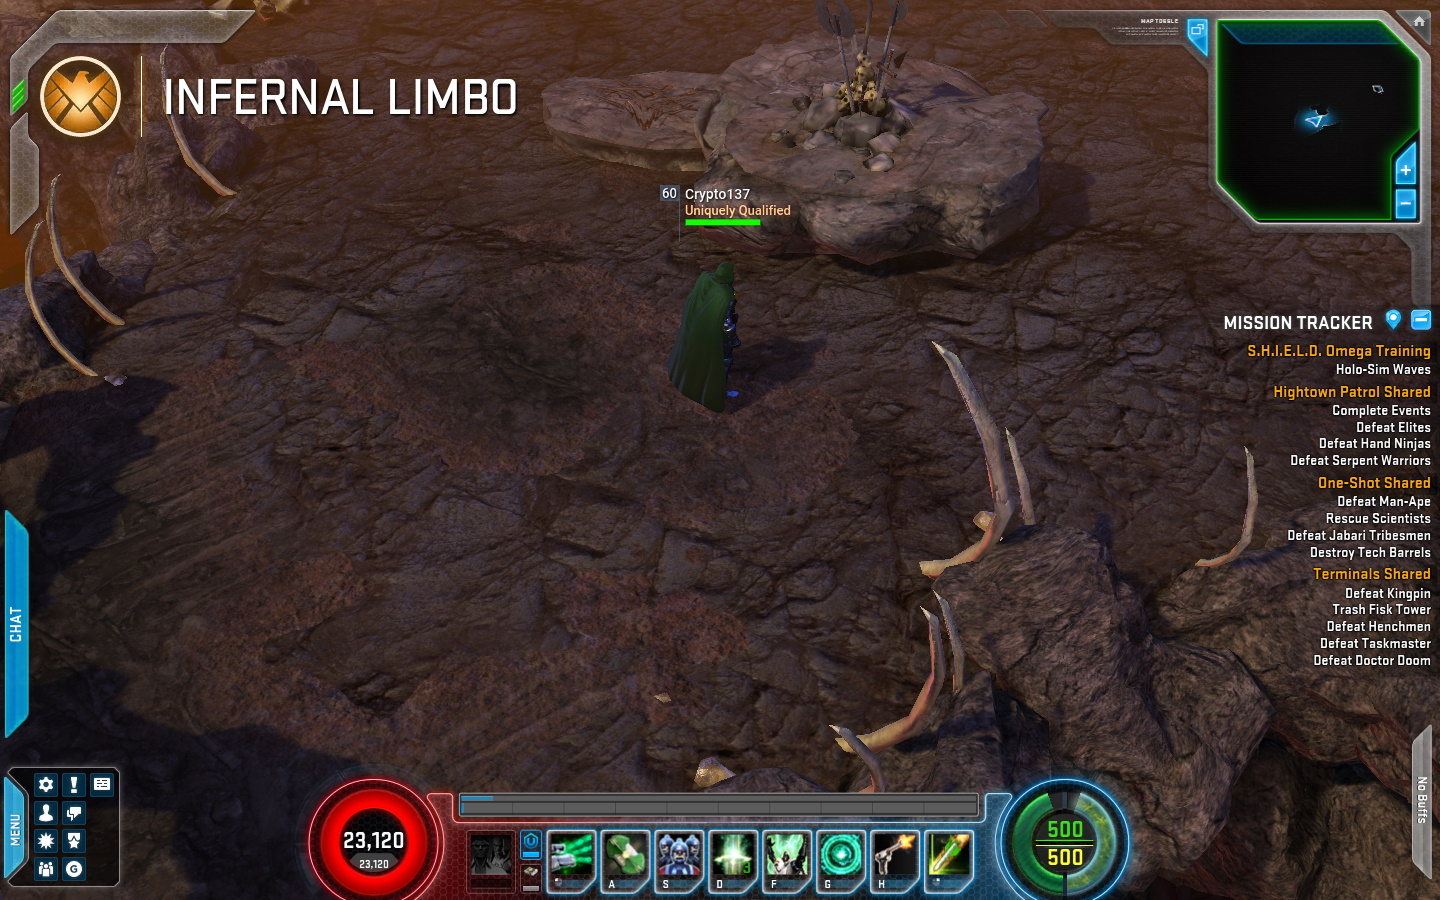 INFERNAL LIMBO
MAP TOGGLE
60 Crypto137
Uniquely Qualified
MISSION TRACKER
S.H.I.E.L.D. Omega Training
Holo-Sim Waves
Hightown Patrol Shared
Complete Events
Defeat Elites
Defeat Hand Ninjas
Defeat Serpent Warriors
One-Shot Shared
Defeat Man-Ape
Rescue Scientists
Defeat Jabari Tribesmen
Destroy Tech Barrels
Terminals Shared
Defeat Kingpin
Trash Fisk Tower
Defeat Henchmen
Defeat Taskmaster
Defeat Doctor Doom
CHAT
MENU
No Buffs
23,120
23,120
3
A S D F G H
500
500